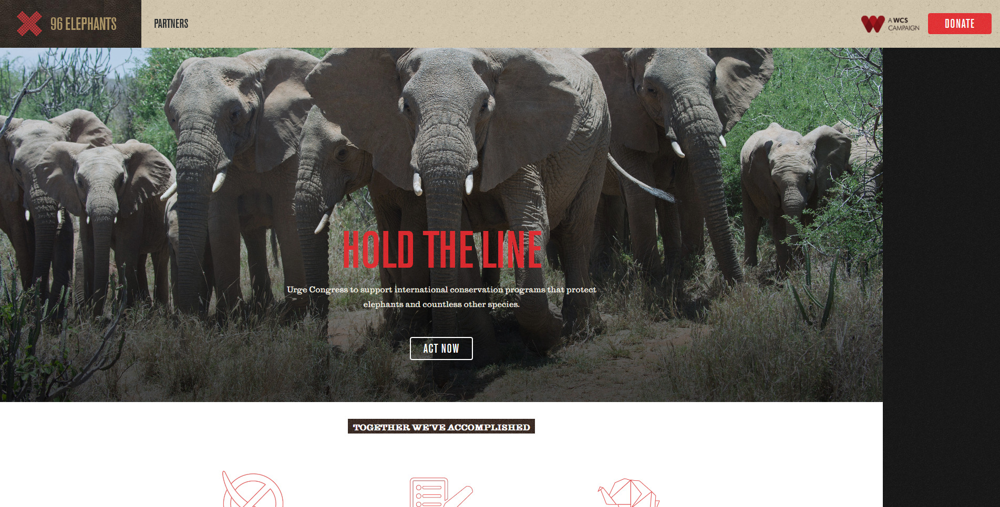 96 ELEPHANTS
PARTNERS
A WCS
CAMPAIGN
DONATE
HOLD THE LINE
Urge Congress to support international conservation programs that protect
elephants and countless other species.
ACT NOW
TOGETHER WE'VE ACCOMPLISHED